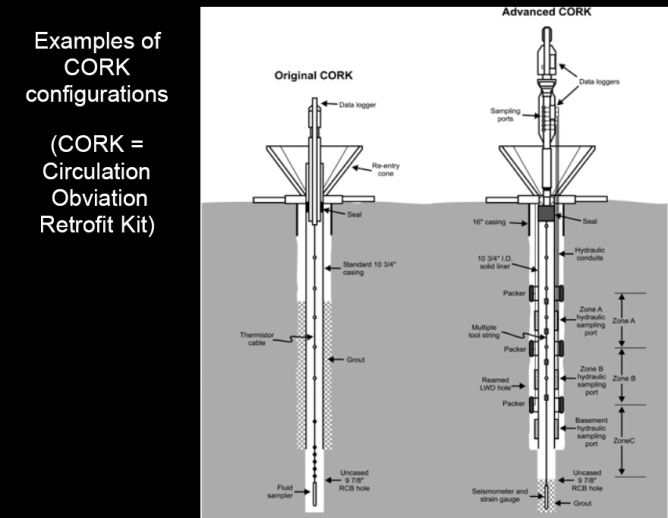 Examples of
CORK
configurations
(CORK =
Circulation
Obviation
Retrofit Kit)
Original CORK
Data logger
Re-entry
cone
Seal
Standard 10 3/4"
casing
Thermistor
cable
Grout
Fluid
sampler
Uncased
9 7/8"
RCB hole
Advanced CORK
Data loggers
Sampling
ports
16" casing
Seal
Hydraulic
conduits
10 3/4" I.D.
solid liner
Packer
Zone A
hydraulic
sampling
port
Zone A
Multiple
tool string
Packer
Zone B
hydraulic
sampling
port
Zone B
Reamed
LWD hole
Packer
Basement
hydraulic
sampling
port
ZoneC
Uncased
9 7/8"
RCB hole
Seismometer and
strain gauge
Grout